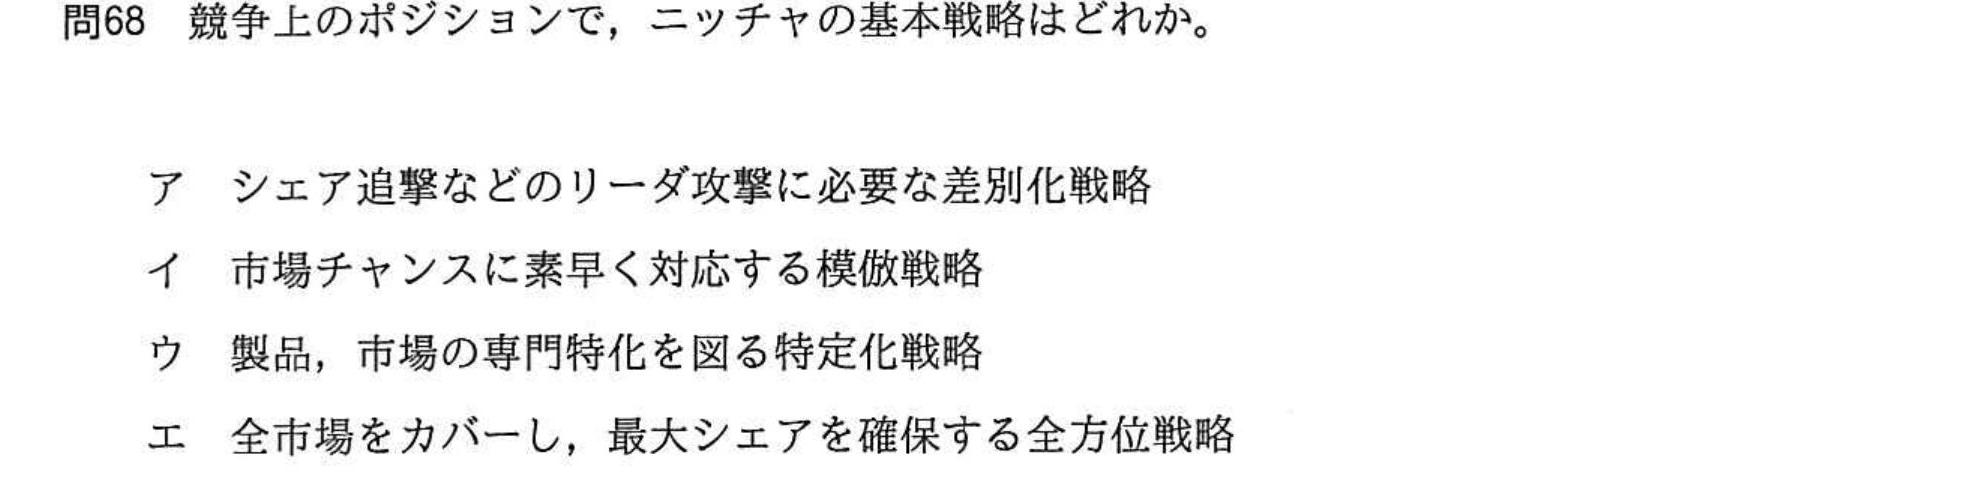 問68 競争上のポジションで，ニッチャの基本戦略はどれか。
ア シェア追撃などのリーダ攻撃に必要な差別化戦略
イ 市場チャンスに素早く対応する模倣戦略
ウ 製品，市場の専門特化を図る特定化戦略
エ 全市場をカバーし，最大シェアを確保する全方位戦略